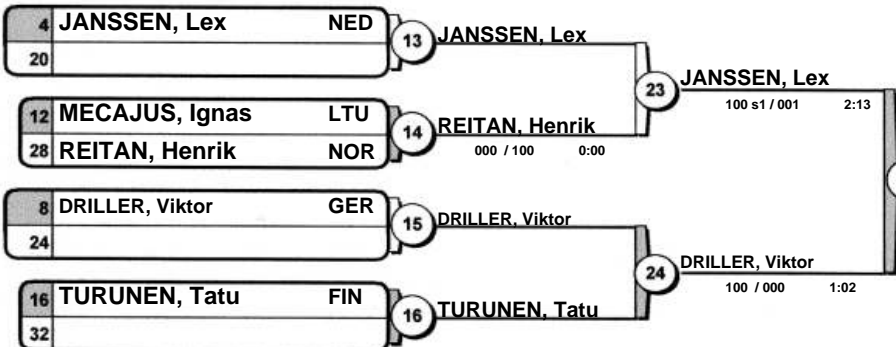 4 JANSSEN, Lex NED
20
13 JANSSEN, Lex
12 MECAJUS, Ignas LTU
28 REITAN, Henrik NOR
14 REITAN, Henrik
000 / 100 0:00
23 JANSSEN, Lex
100 s1 / 001 2:13
8 DRILLER, Viktor GER
24
15 DRILLER, Viktor
16 TURUNEN, Tatu FIN
32
16 TURUNEN, Tatu
24 DRILLER, Viktor
100 / 000 1:02